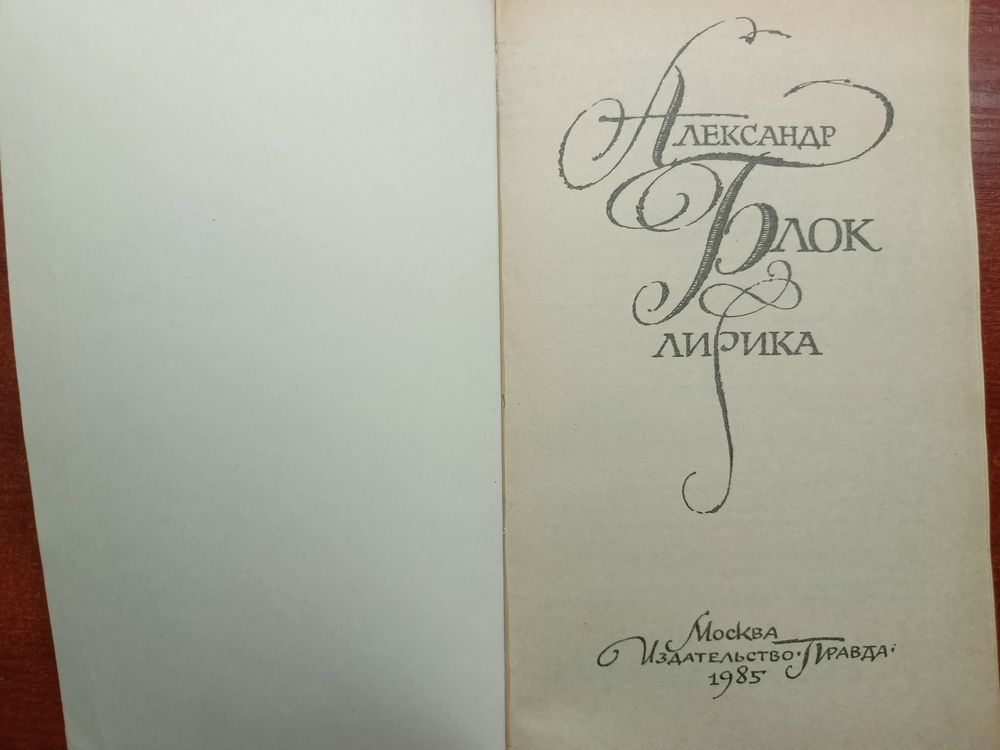 Александр
Блок
лирика
Москва
Издательство·Правда·
1985